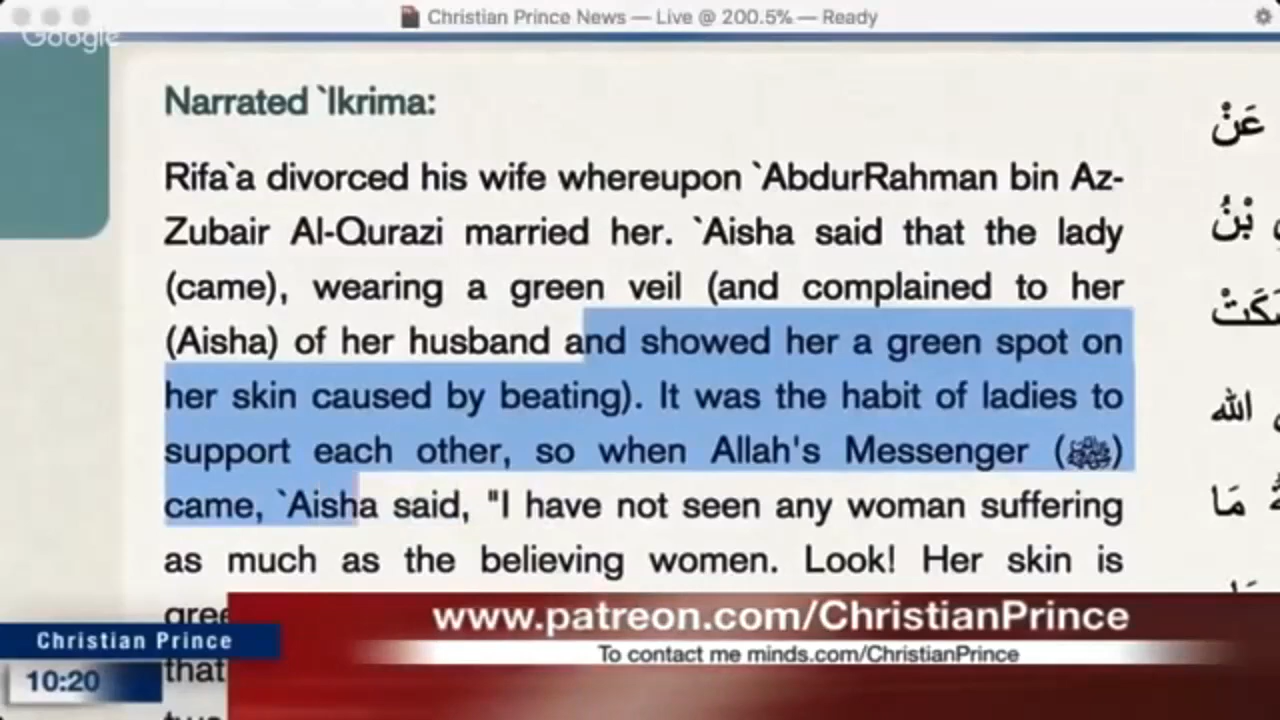 Christian Prince News — Live @ 200.5% — Ready
Google
Narrated `Ikrima:
Rifa`a divorced his wife whereupon `AbdurRahman bin Az-
Zubair Al-Qurazi married her. `Aisha said that the lady
(came), wearing a green veil (and complained to her
(Aisha) of her husband and showed her a green spot on
her skin caused by beating). It was the habit of ladies to
support each other, so when Allah's Messenger (ﷺ)
came, `Aisha said, "I have not seen any woman suffering
as much as the believing women. Look! Her skin is
that
عَنْ
بْنُ
الله
مَا
www.patreon.com/ChristianPrince
To contact me minds.com/ChristianPrince
Christian Prince
10:20